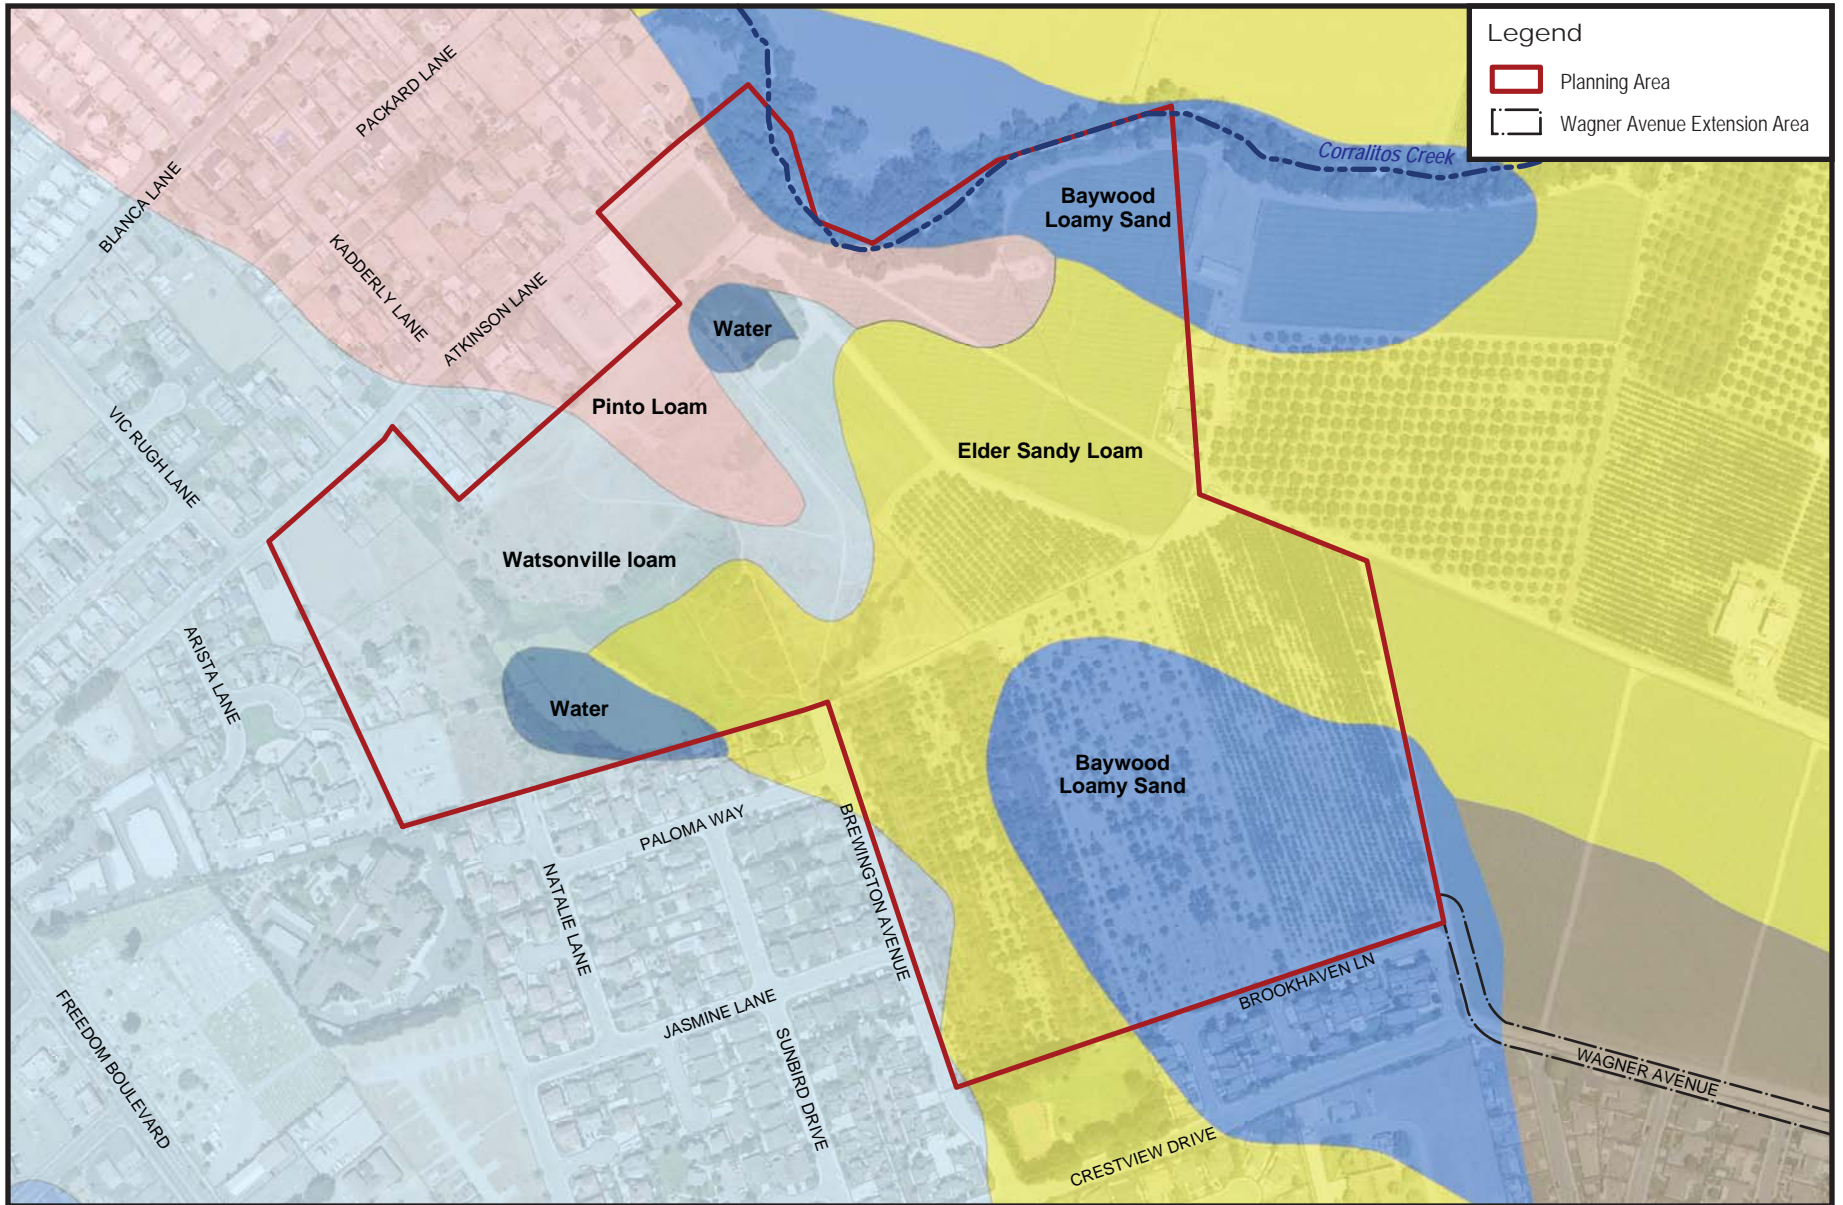 Legend
Planning Area
Wagner Avenue Extension Area
PACKARD LANE
BLANCA LANE
KADDERLY LANE
ATKINSON LANE
VIC RUGH LANE
Corralitos Creek
Baywood
Loamy Sand
Water
Pinto Loam
Elder Sandy Loam
Watsonville loam
ARISTA LANE
Water
Baywood
Loamy Sand
PALOMA WAY
BREWINGTON AVENUE
NATALIE LANE
JASMINE LANE
SUNBIRD DRIVE
BROOKHAVEN LN
FREEDOM BOULEVARD
WAGNER AVENUE
CRESTVIEW DRIVE